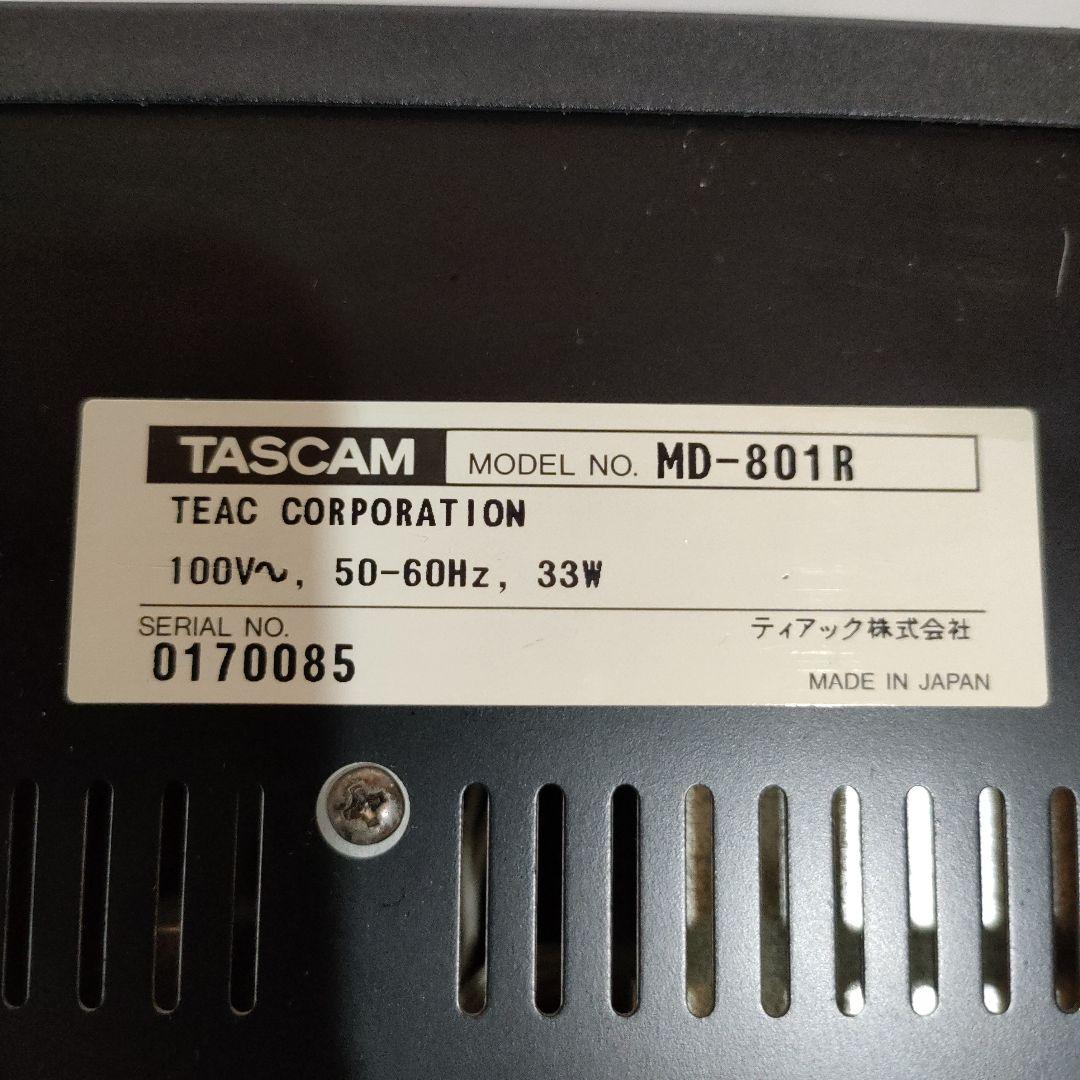 TASCAM MODEL NO. MD-801R
TEAC CORPORATION
100V~, 50-60Hz, 33W
SERIAL NO. ティアック株式会社
0170085
MADE IN JAPAN